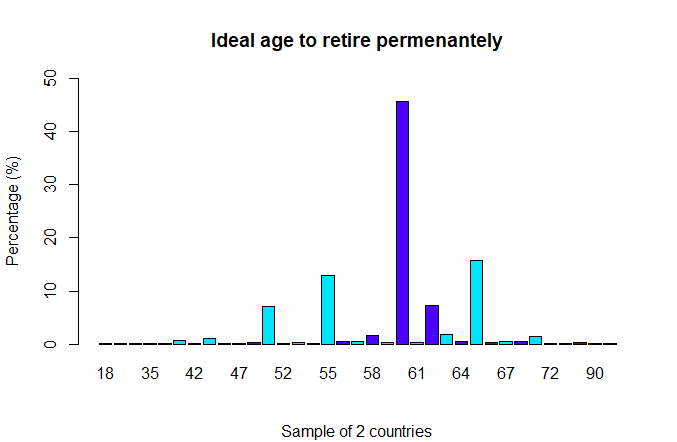 Ideal age to retire permenantely
Percentage (%)
50
40
30
20
10
0
18 35 42 47 52 55 58 61 64 67 72 90
Sample of 2 countries